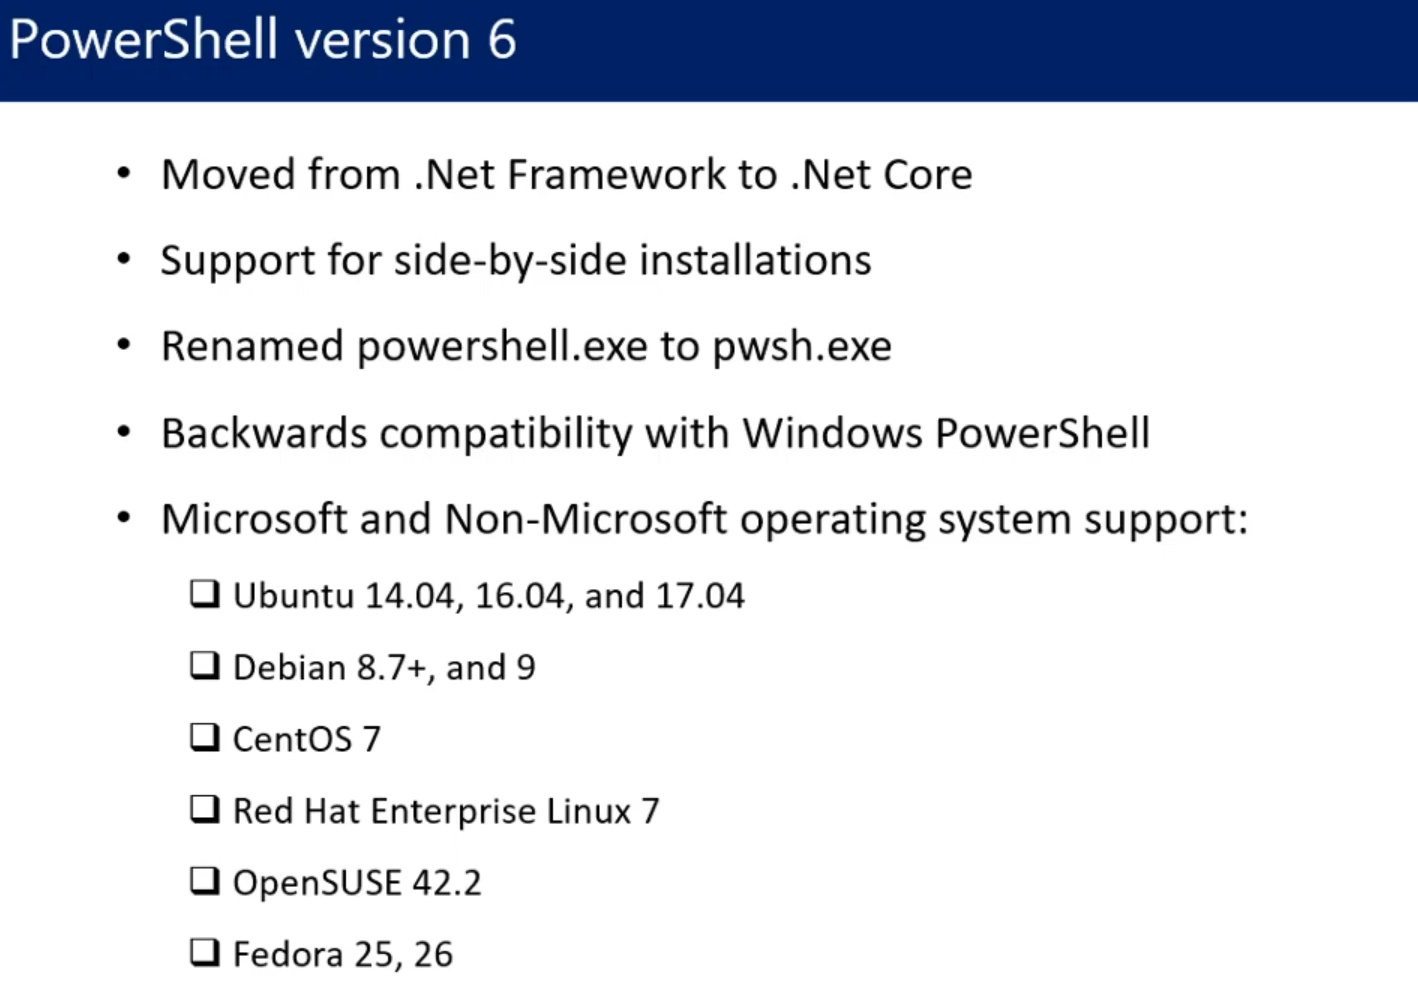 PowerShell version 6
• Moved from .Net Framework to .Net Core
• Support for side-by-side installations
• Renamed powershell.exe to pwsh.exe
• Backwards compatibility with Windows PowerShell
• Microsoft and Non-Microsoft operating system support:
❑ Ubuntu 14.04, 16.04, and 17.04
❑ Debian 8.7+, and 9
❑ CentOS 7
❑ Red Hat Enterprise Linux 7
❑ OpenSUSE 42.2
❑ Fedora 25, 26